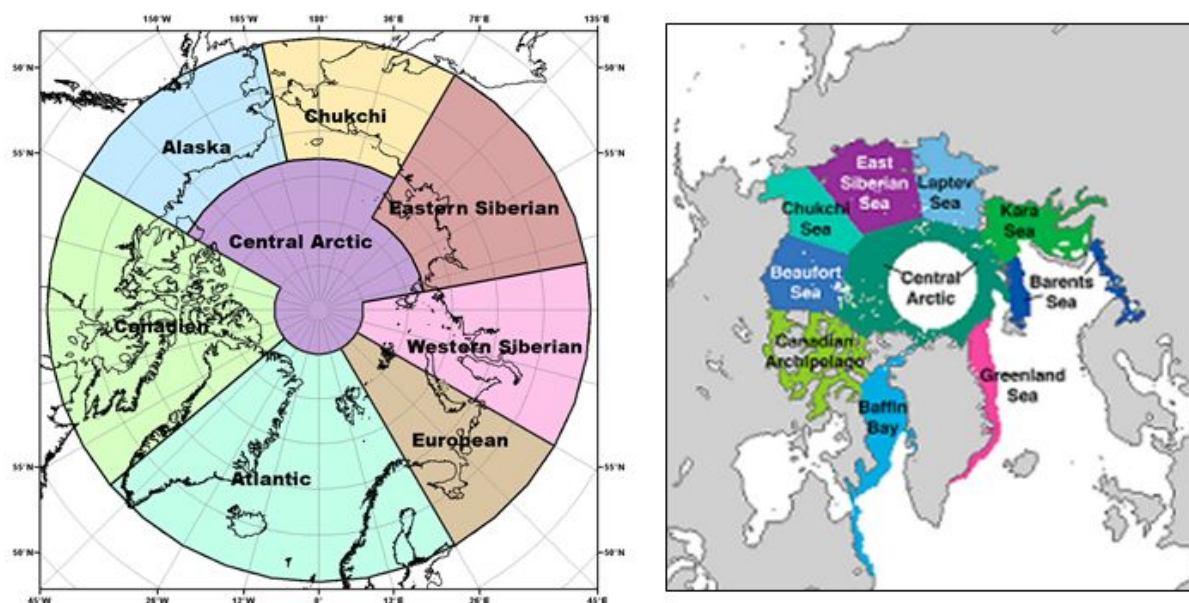 150°W 165°W 180° 36°E 78°E 135°E
50°N 50°N
55°N 55°N
Chukchi
Alaska
Eastern Siberian
Central Arctic
Canadien
Western Siberian
European
Atlantic
55°N 55°N
50°N 50°N
45°W 26°W 12°W 0° 12°E 26°E 45°E
East
Siberian
Sea
Laptev
Sea
Chukchi
Sea
Kara
Sea
Beaufort
Sea
Central
Arctic
Barents
Sea
Canadian
Archipelago
Greenland
Sea
Baffin
Bay